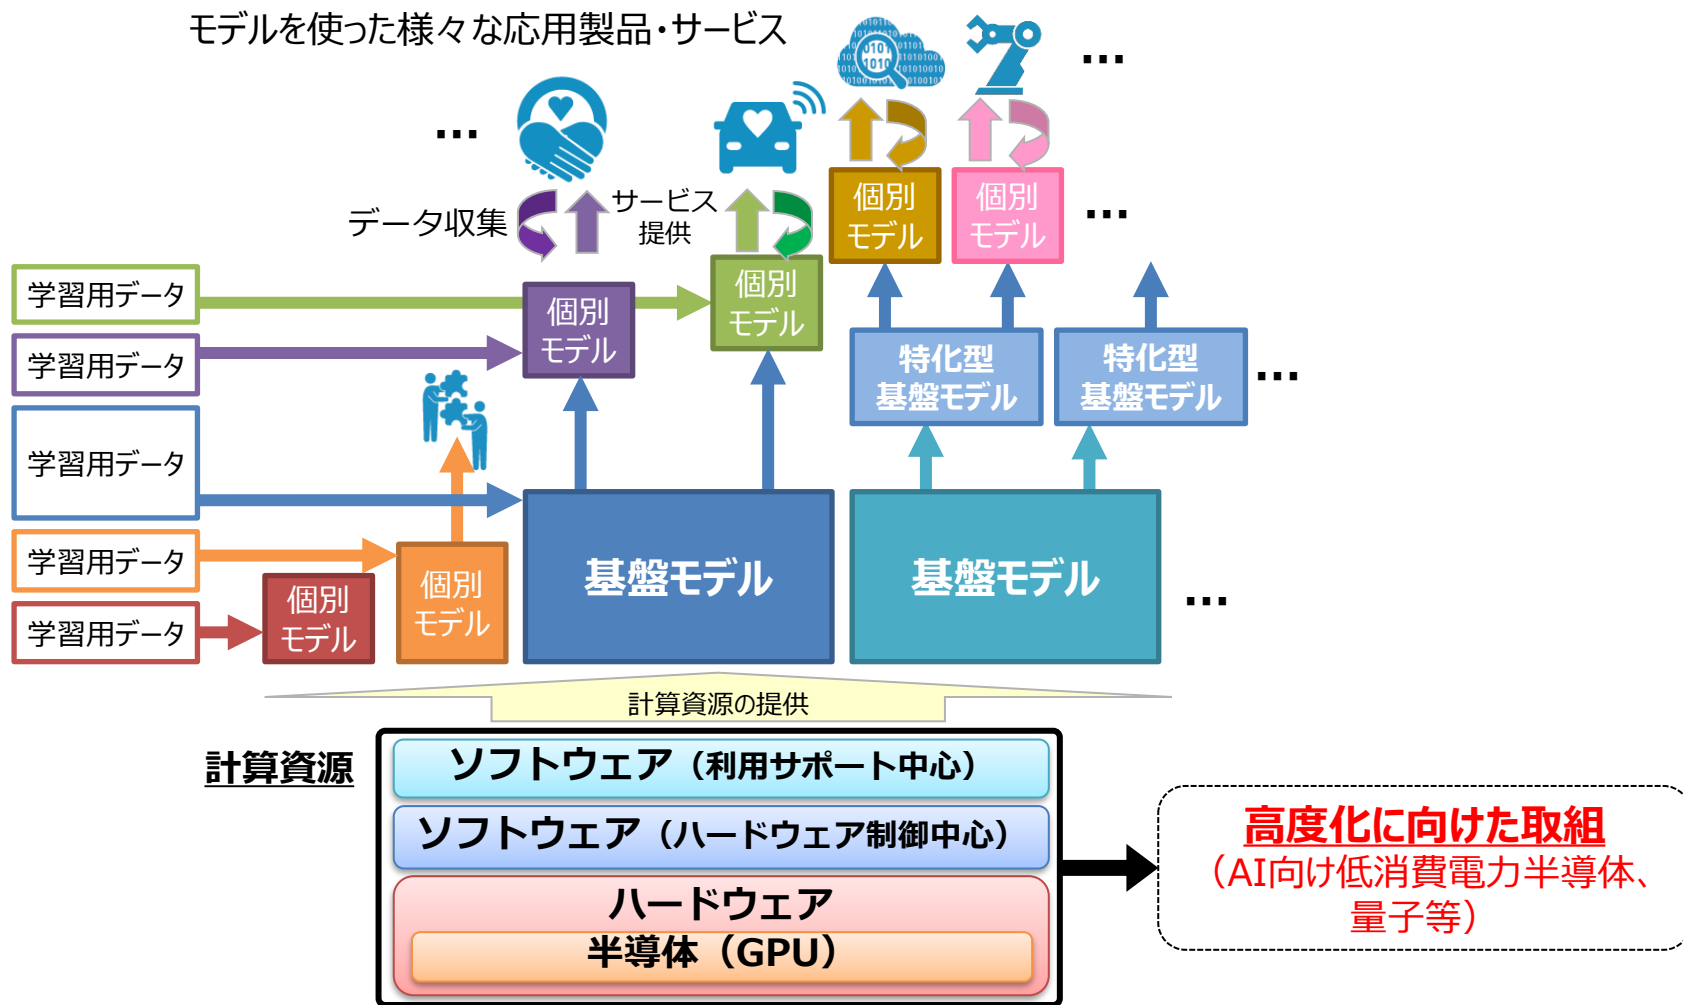 モデルを使った様々な応用製品・サービス
…
…
データ収集
サービス
提供
個別
モデル
個別
モデル
…
学習用データ
個別
モデル
個別
モデル
学習用データ
特化型
基盤モデル
特化型
基盤モデル
…
学習用データ
学習用データ
個別
モデル
基盤モデル
基盤モデル
…
学習用データ
個別
モデル
計算資源の提供
計算資源
ソフトウェア（利用サポート中心）
ソフトウェア（ハードウェア制御中心）
ハードウェア
半導体（GPU）
高度化に向けた取組
（AI向け低消費電力半導体、
量子等）